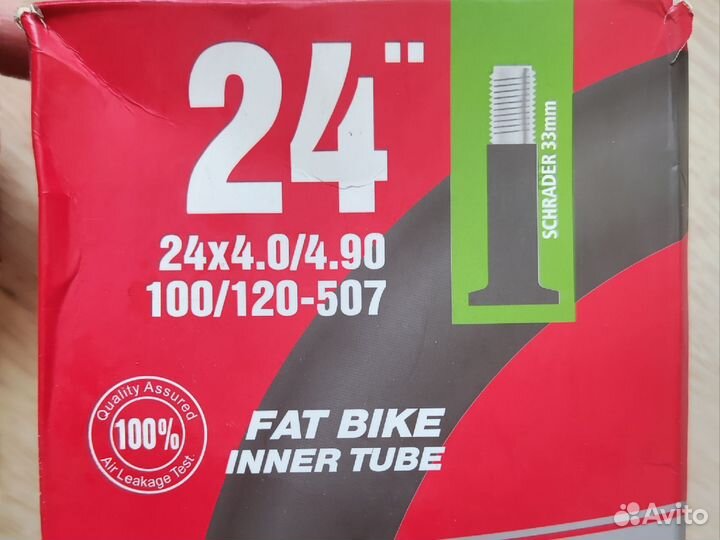 24"
24x4.0/4.90
100/120-507
SCHRADER 33mm
Quality Assured
100%
Air Leakage Test.
FAT BIKE
INNER TUBE
Avito